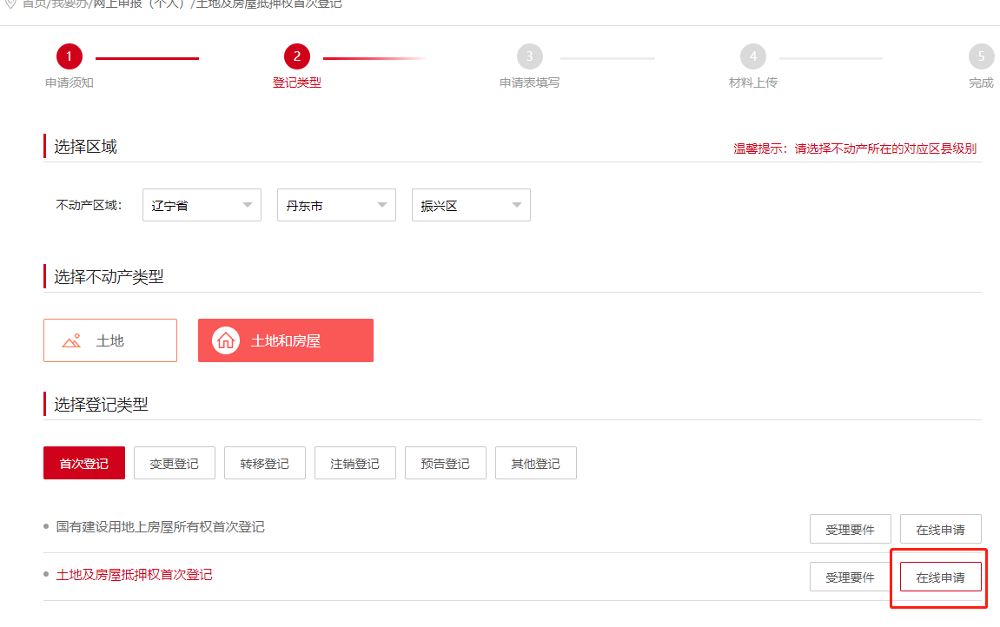 首页/我要办/网上申报（个人）/土地及房屋抵押权首次登记
1 2 3 4 5
申请须知 登记类型 申请表填写 材料上传 完成
选择区域
温馨提示：请选择不动产所在的对应区县级别
不动产区域： 辽宁省 丹东市 振兴区
选择不动产类型
土地 土地和房屋
选择登记类型
首次登记 变更登记 转移登记 注销登记 预告登记 其他登记
国有建设用地上房屋所有权首次登记 受理要件 在线申请
土地及房屋抵押权首次登记 受理要件 在线申请